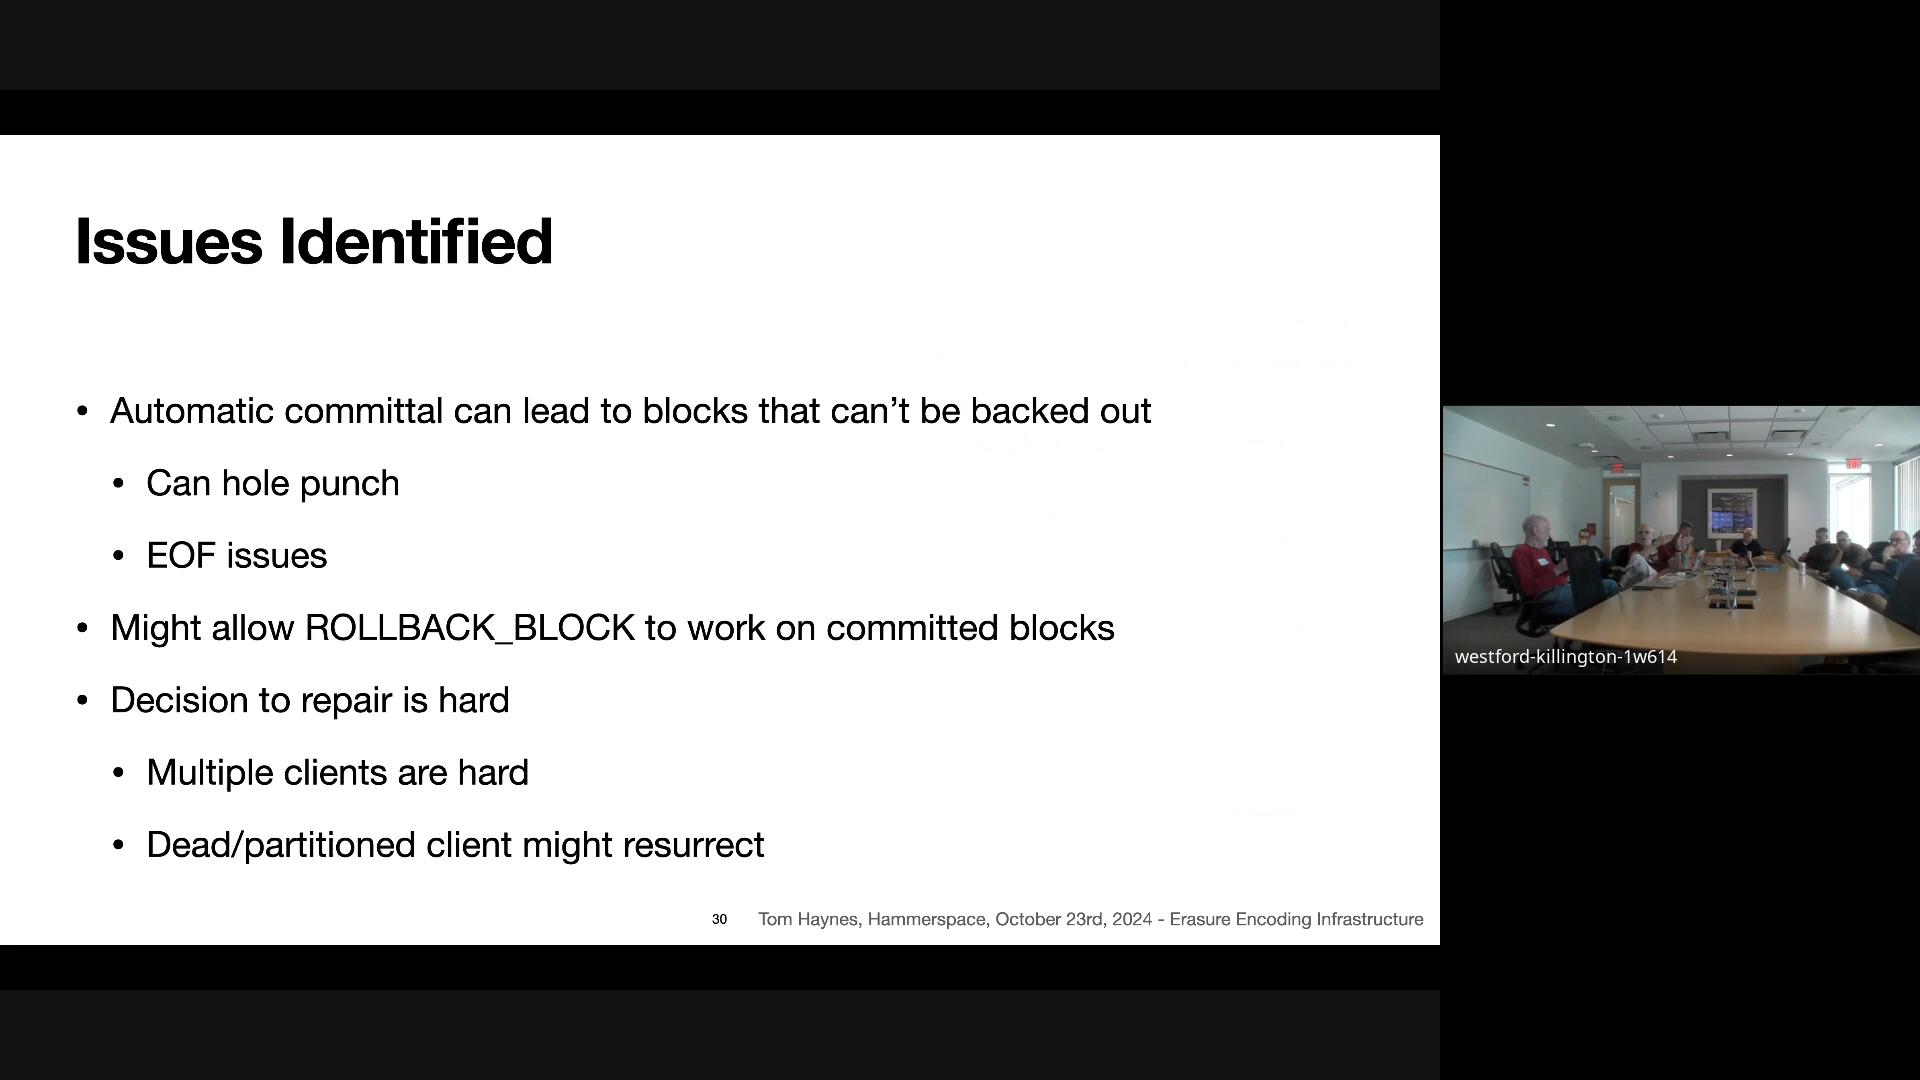 Issues Identified
• Automatic committal can lead to blocks that can’t be backed out
• Can hole punch
• EOF issues
• Might allow ROLLBACK_BLOCK to work on committed blocks
• Decision to repair is hard
• Multiple clients are hard
• Dead/partitioned client might resurrect
30 Tom Haynes, Hammerspace, October 23rd, 2024 - Erasure Encoding Infrastructure
westford-killington-1w614